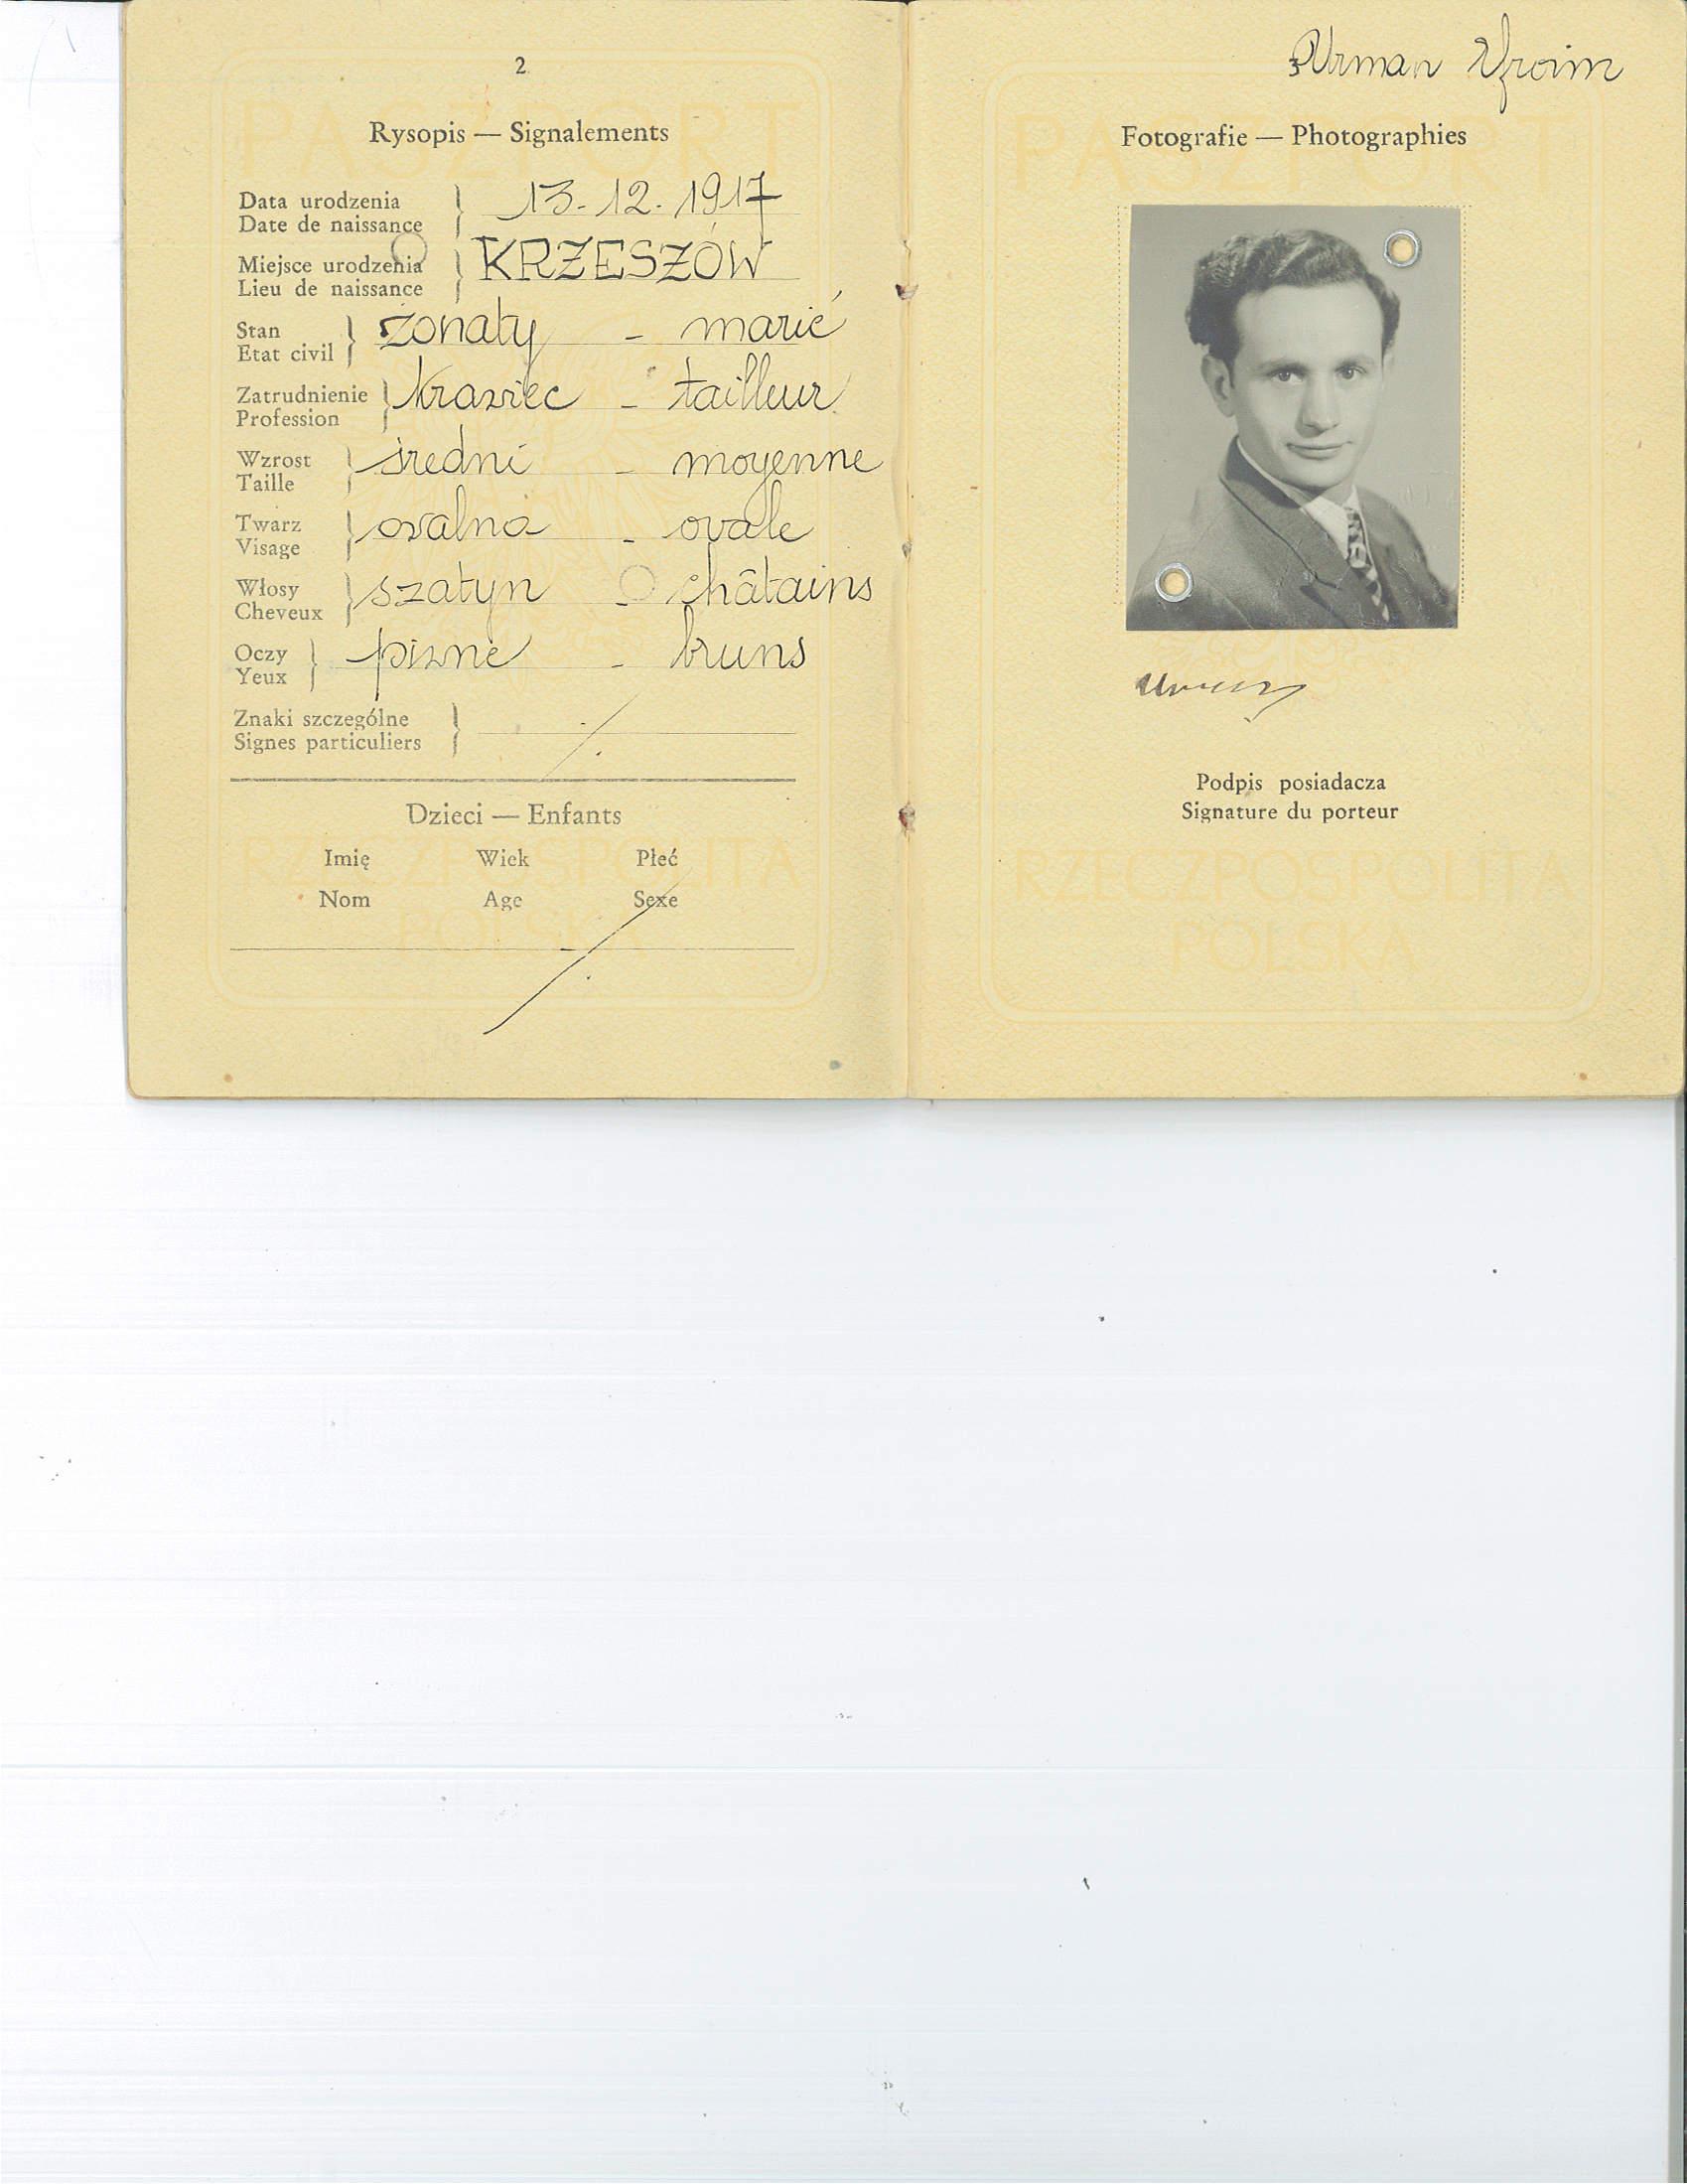 2
Rysopis — Signalements
Data urodzenia
Date de naissance
13-12-1917
Miejsce urodzenia
Lieu de naissance
KRZESZÓW
Stan
Etat civil
żonaty - marié
Zatrudnienie
Profession
krawiec - tailleur
Wzrost
Taille
średni - moyenne
Twarz
Visage
owalna - ovale
Włosy
Cheveux
szatyn - châtains
Oczy
Yeux
piwne - bruns
Znaki szczególne
Signes particuliers
Dzieci — Enfants
Imię Wiek Płeć
Nom Age Sexe
PASZPORT
RZECZPOSPOLITA
POLSKA
3
Urman Efroim
Fotografie — Photographies
Podpis posiadacza
Signature du porteur
PASZPORT
RZECZPOSPOLITA
POLSKA